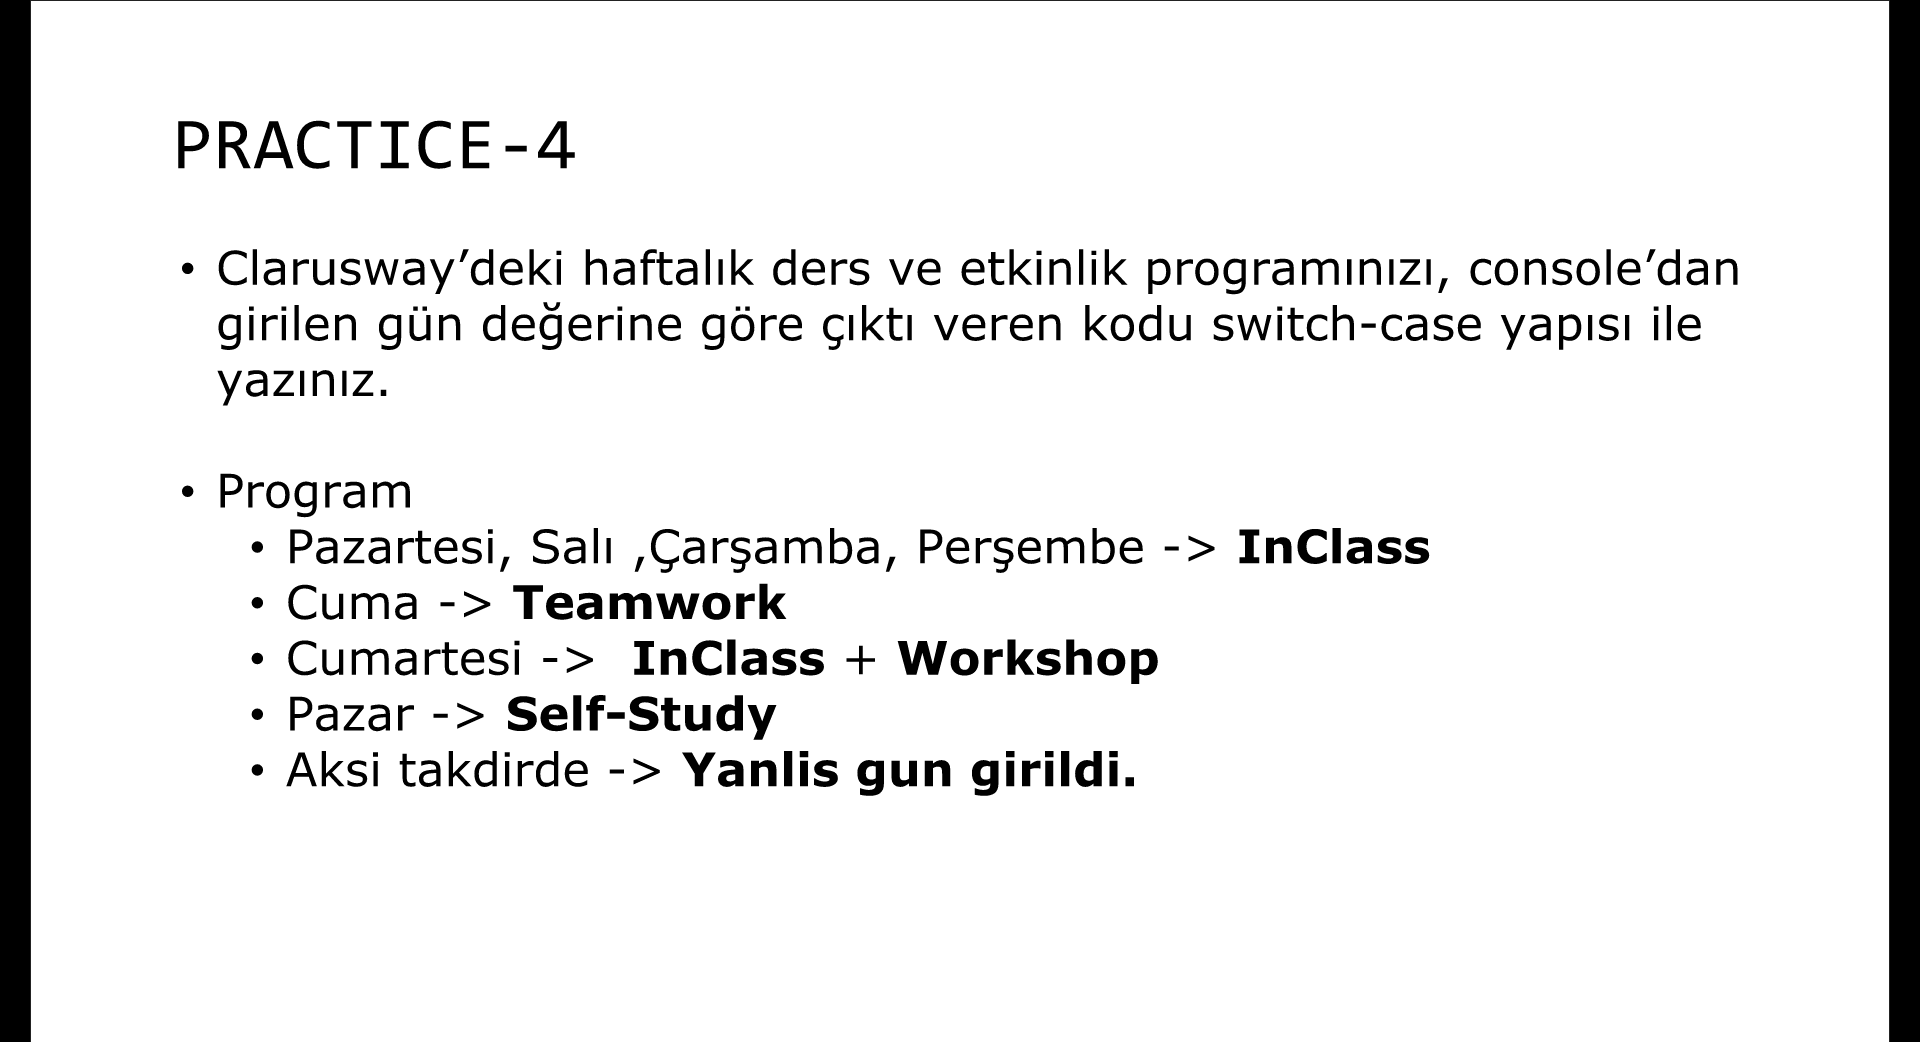 PRACTICE-4
• Clarusway’deki haftalık ders ve etkinlik programınızı, console’dan
girilen gün değerine göre çıktı veren kodu switch-case yapısı ile
yazınız.
• Program
• Pazartesi, Salı ,Çarşamba, Perşembe -> InClass
• Cuma -> Teamwork
• Cumartesi -> InClass + Workshop
• Pazar -> Self-Study
• Aksi takdirde -> Yanlis gun girildi.